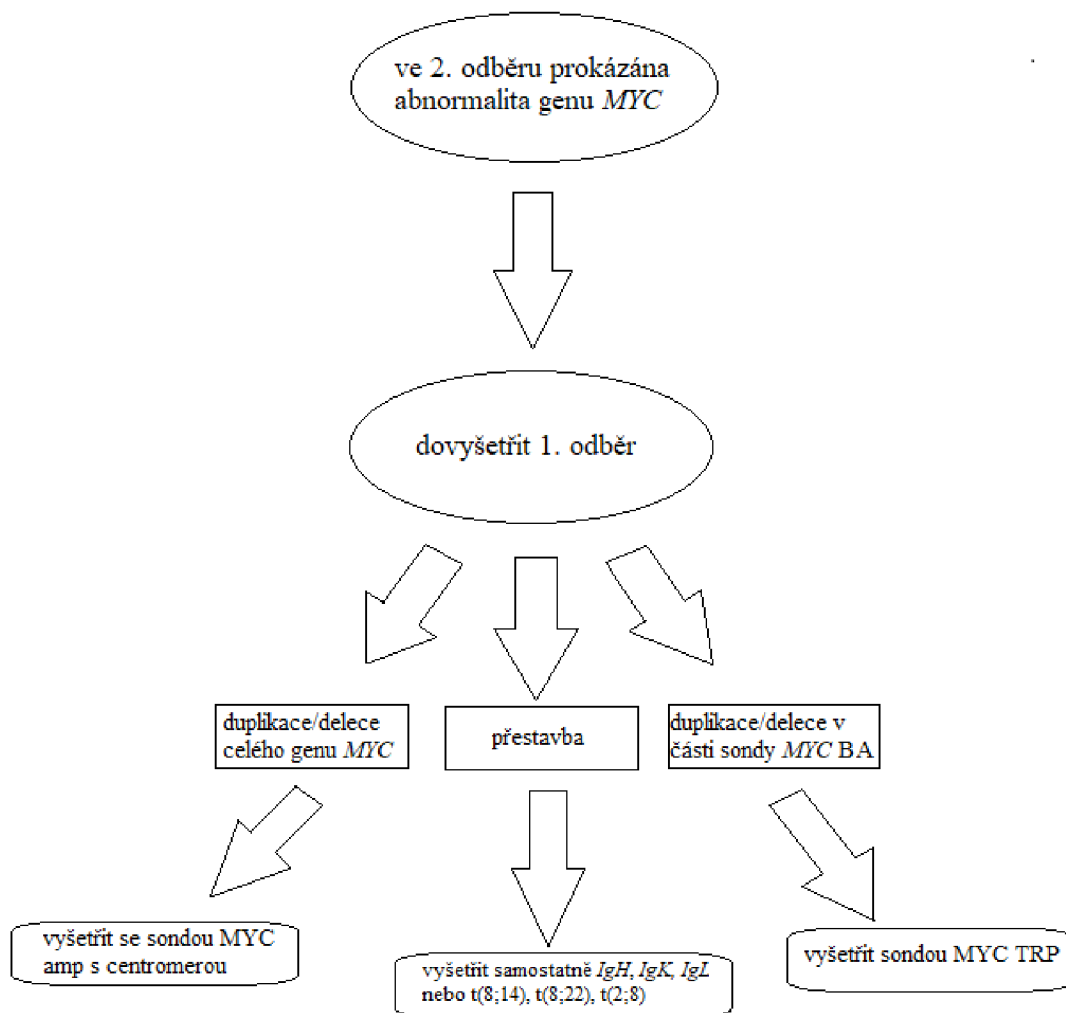 ve 2. odběru prokázána
abnormalita genu MYC
dovyšetřit 1. odběr
duplikace/delece
celého genu MYC
přestavba
duplikace/delece v
části sondy MYC BA
vyšetřit se sondou MYC
amp s centromerou
vyšetřit samostatně IgH, IgK, IgL
nebo t(8;14), t(8;22), t(2;8)
vyšetřit sondou MYC TRP